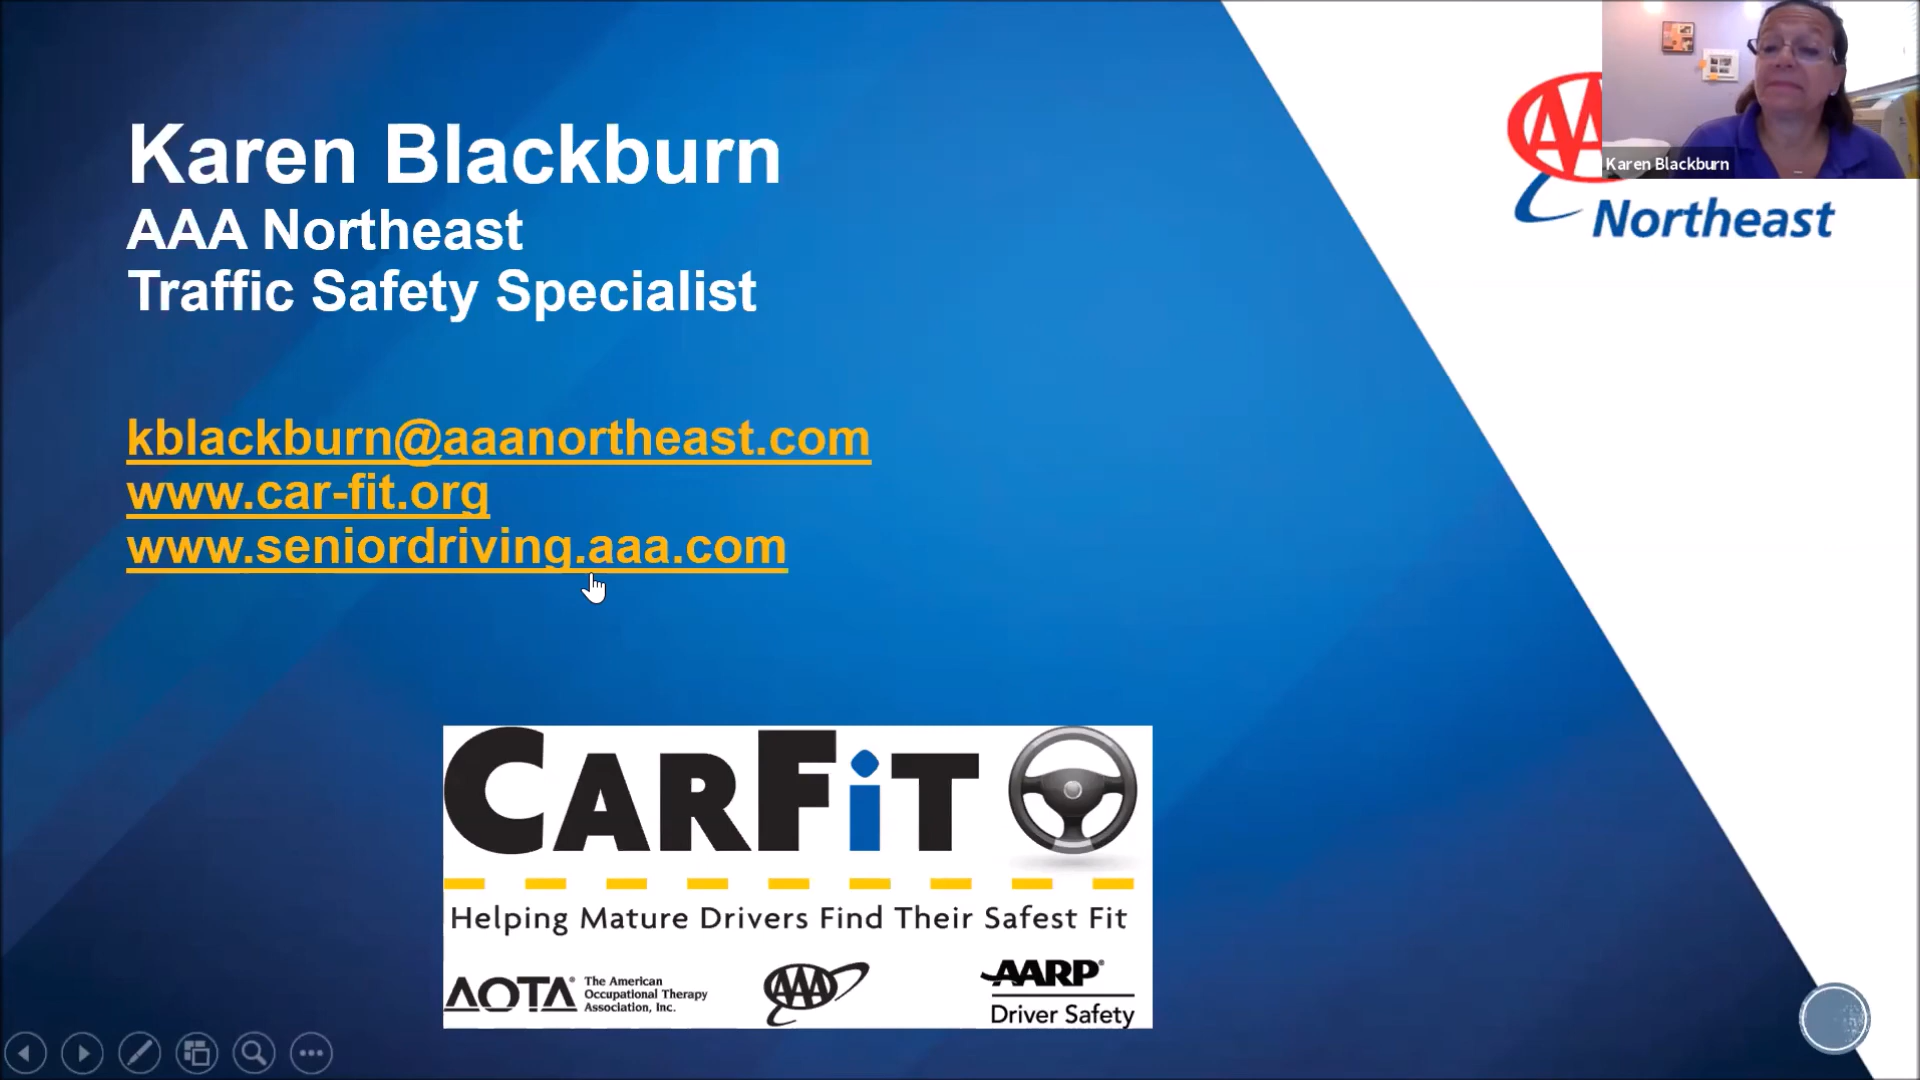 Karen Blackburn
AAA Northeast
Traffic Safety Specialist
kblackburn@aaanortheast.com
www.car-fit.org
www.seniordriving.aaa.com
Northeast
Karen Blackburn
CARFiT
Helping Mature Drivers Find Their Safest Fit
AOTA® The American
Occupational Therapy
Association, Inc.
AAA
AARP®
Driver Safety